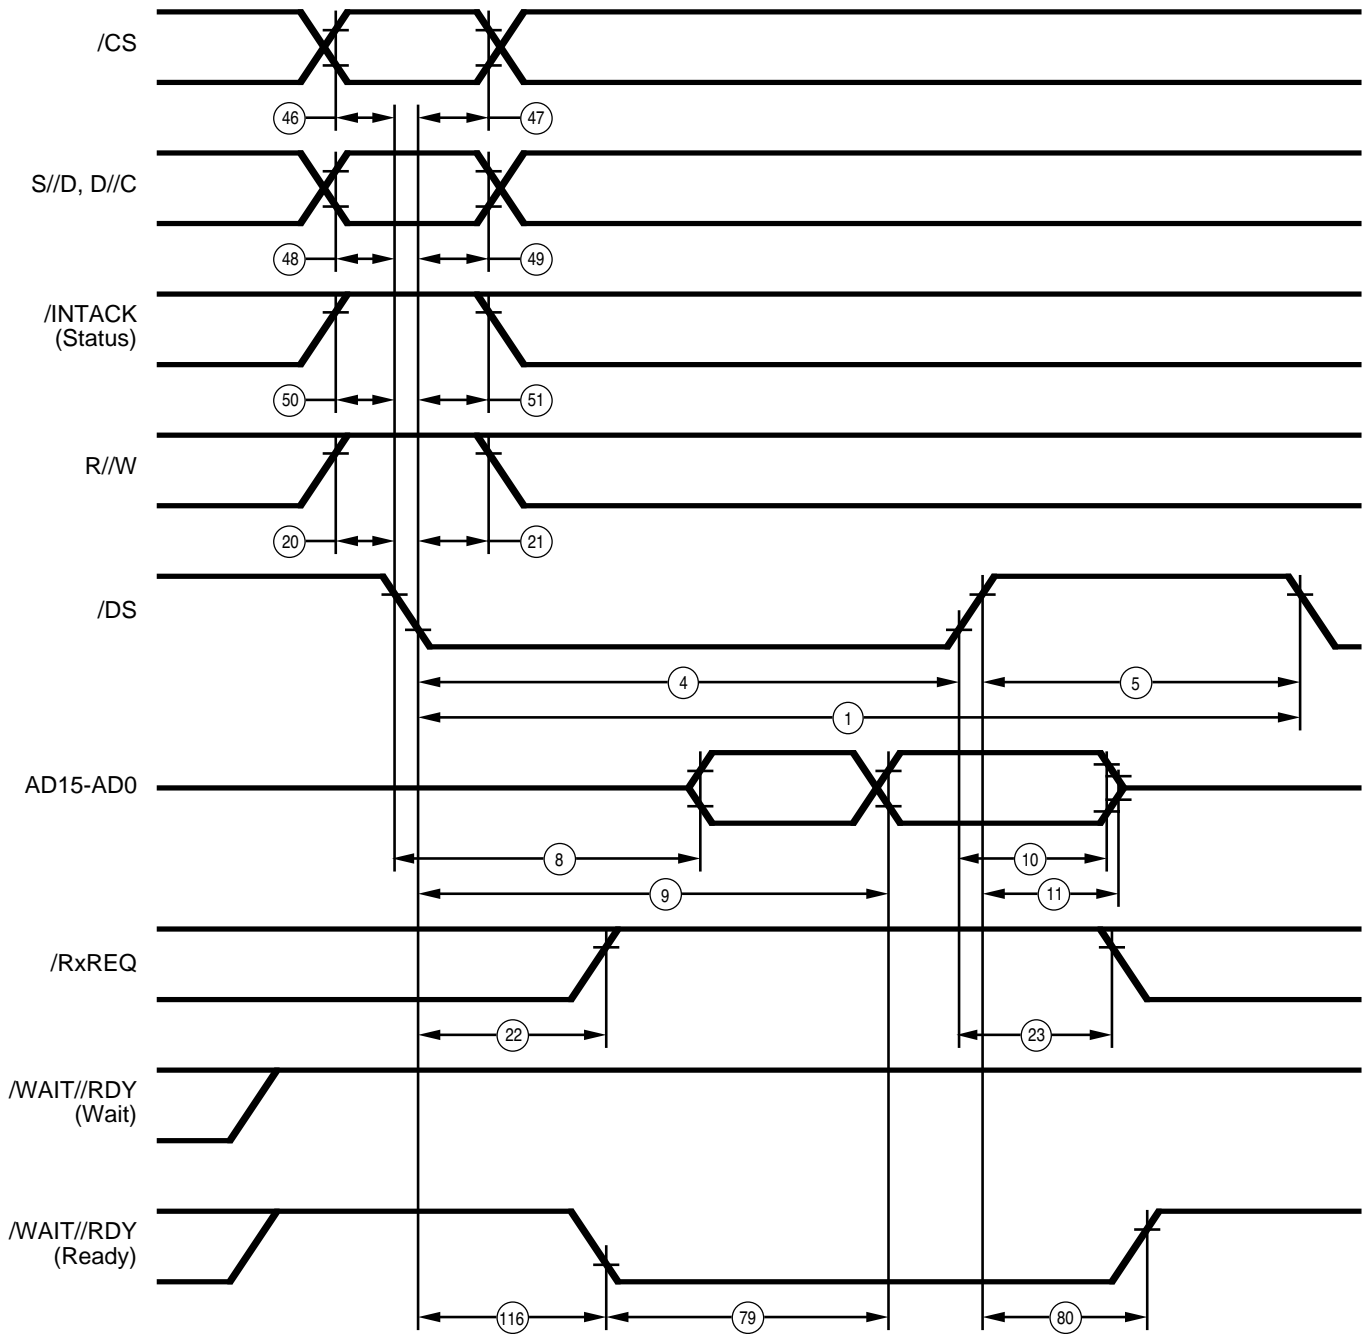 /CS
46
47
S//D, D//C
48
49
/INTACK
(Status)
50
51
R//W
20
21
/DS
4
5
1
AD15-AD0
8
10
9
11
/RxREQ
22
23
/WAIT//RDY
(Wait)
/WAIT//RDY
(Ready)
116
79
80